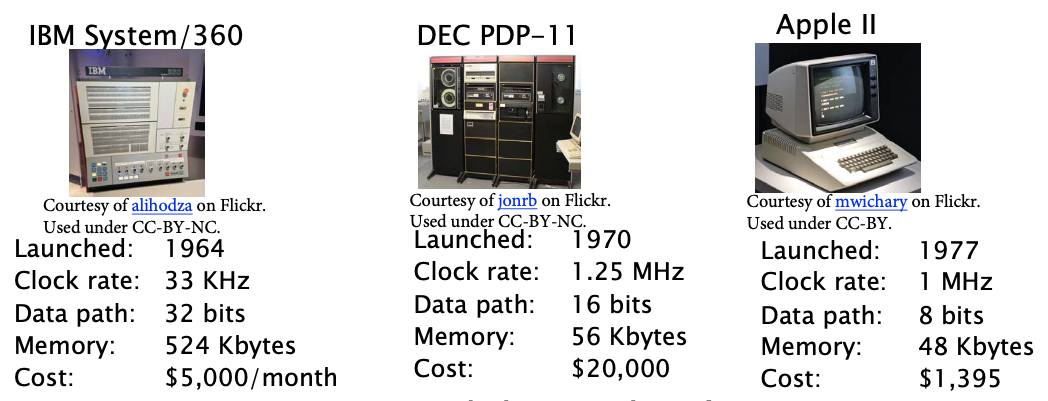 IBM System/360
IBM
Courtesy of alihodza on Flickr.
Used under CC-BY-NC.
Launched: 1964
Clock rate: 33 KHz
Data path: 32 bits
Memory: 524 Kbytes
Cost: $5,000/month
DEC PDP-11
Courtesy of jonrb on Flickr.
Used under CC-BY-NC.
Launched: 1970
Clock rate: 1.25 MHz
Data path: 16 bits
Memory: 56 Kbytes
Cost: $20,000
Apple II
Courtesy of mwichary on Flickr.
Used under CC-BY.
Launched: 1977
Clock rate: 1 MHz
Data path: 8 bits
Memory: 48 Kbytes
Cost: $1,395